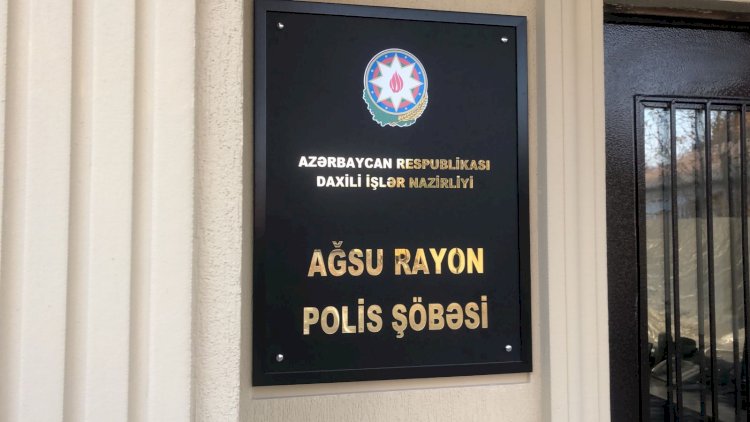 AZƏRBAYCAN RESPUBLİKASI
DAXİLİ İŞLƏR NAZİRLİYİ
AĞSU RAYON
POLİS ŞÖBƏSİ